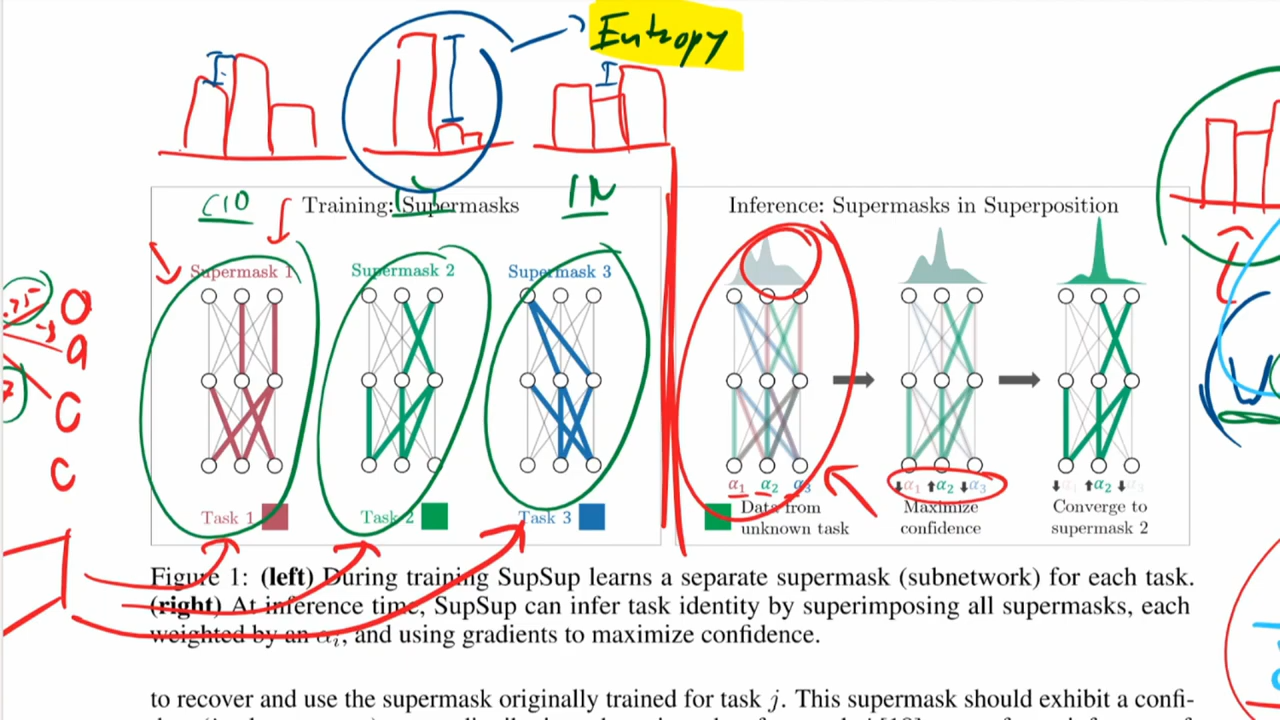 Entropy
C10
IN
Training: Supermasks
Inference: Supermasks in Superposition
Supermask 1
Supermask 2
Supermask 3
α1 α2 α3
α1 α2 α3
α2
Task 1
Task 2
Task 3
Data from
unknown task
Maximize
confidence
Converge to
supermask 2
Figure 1: (left) During training SupSup learns a separate supermask (subnetwork) for each task.
(right) At inference time, SupSup can infer task identity by superimposing all supermasks, each
weighted by an αi, and using gradients to maximize confidence.
to recover and use the supermask originally trained for task j. This supermask should exhibit a confi-